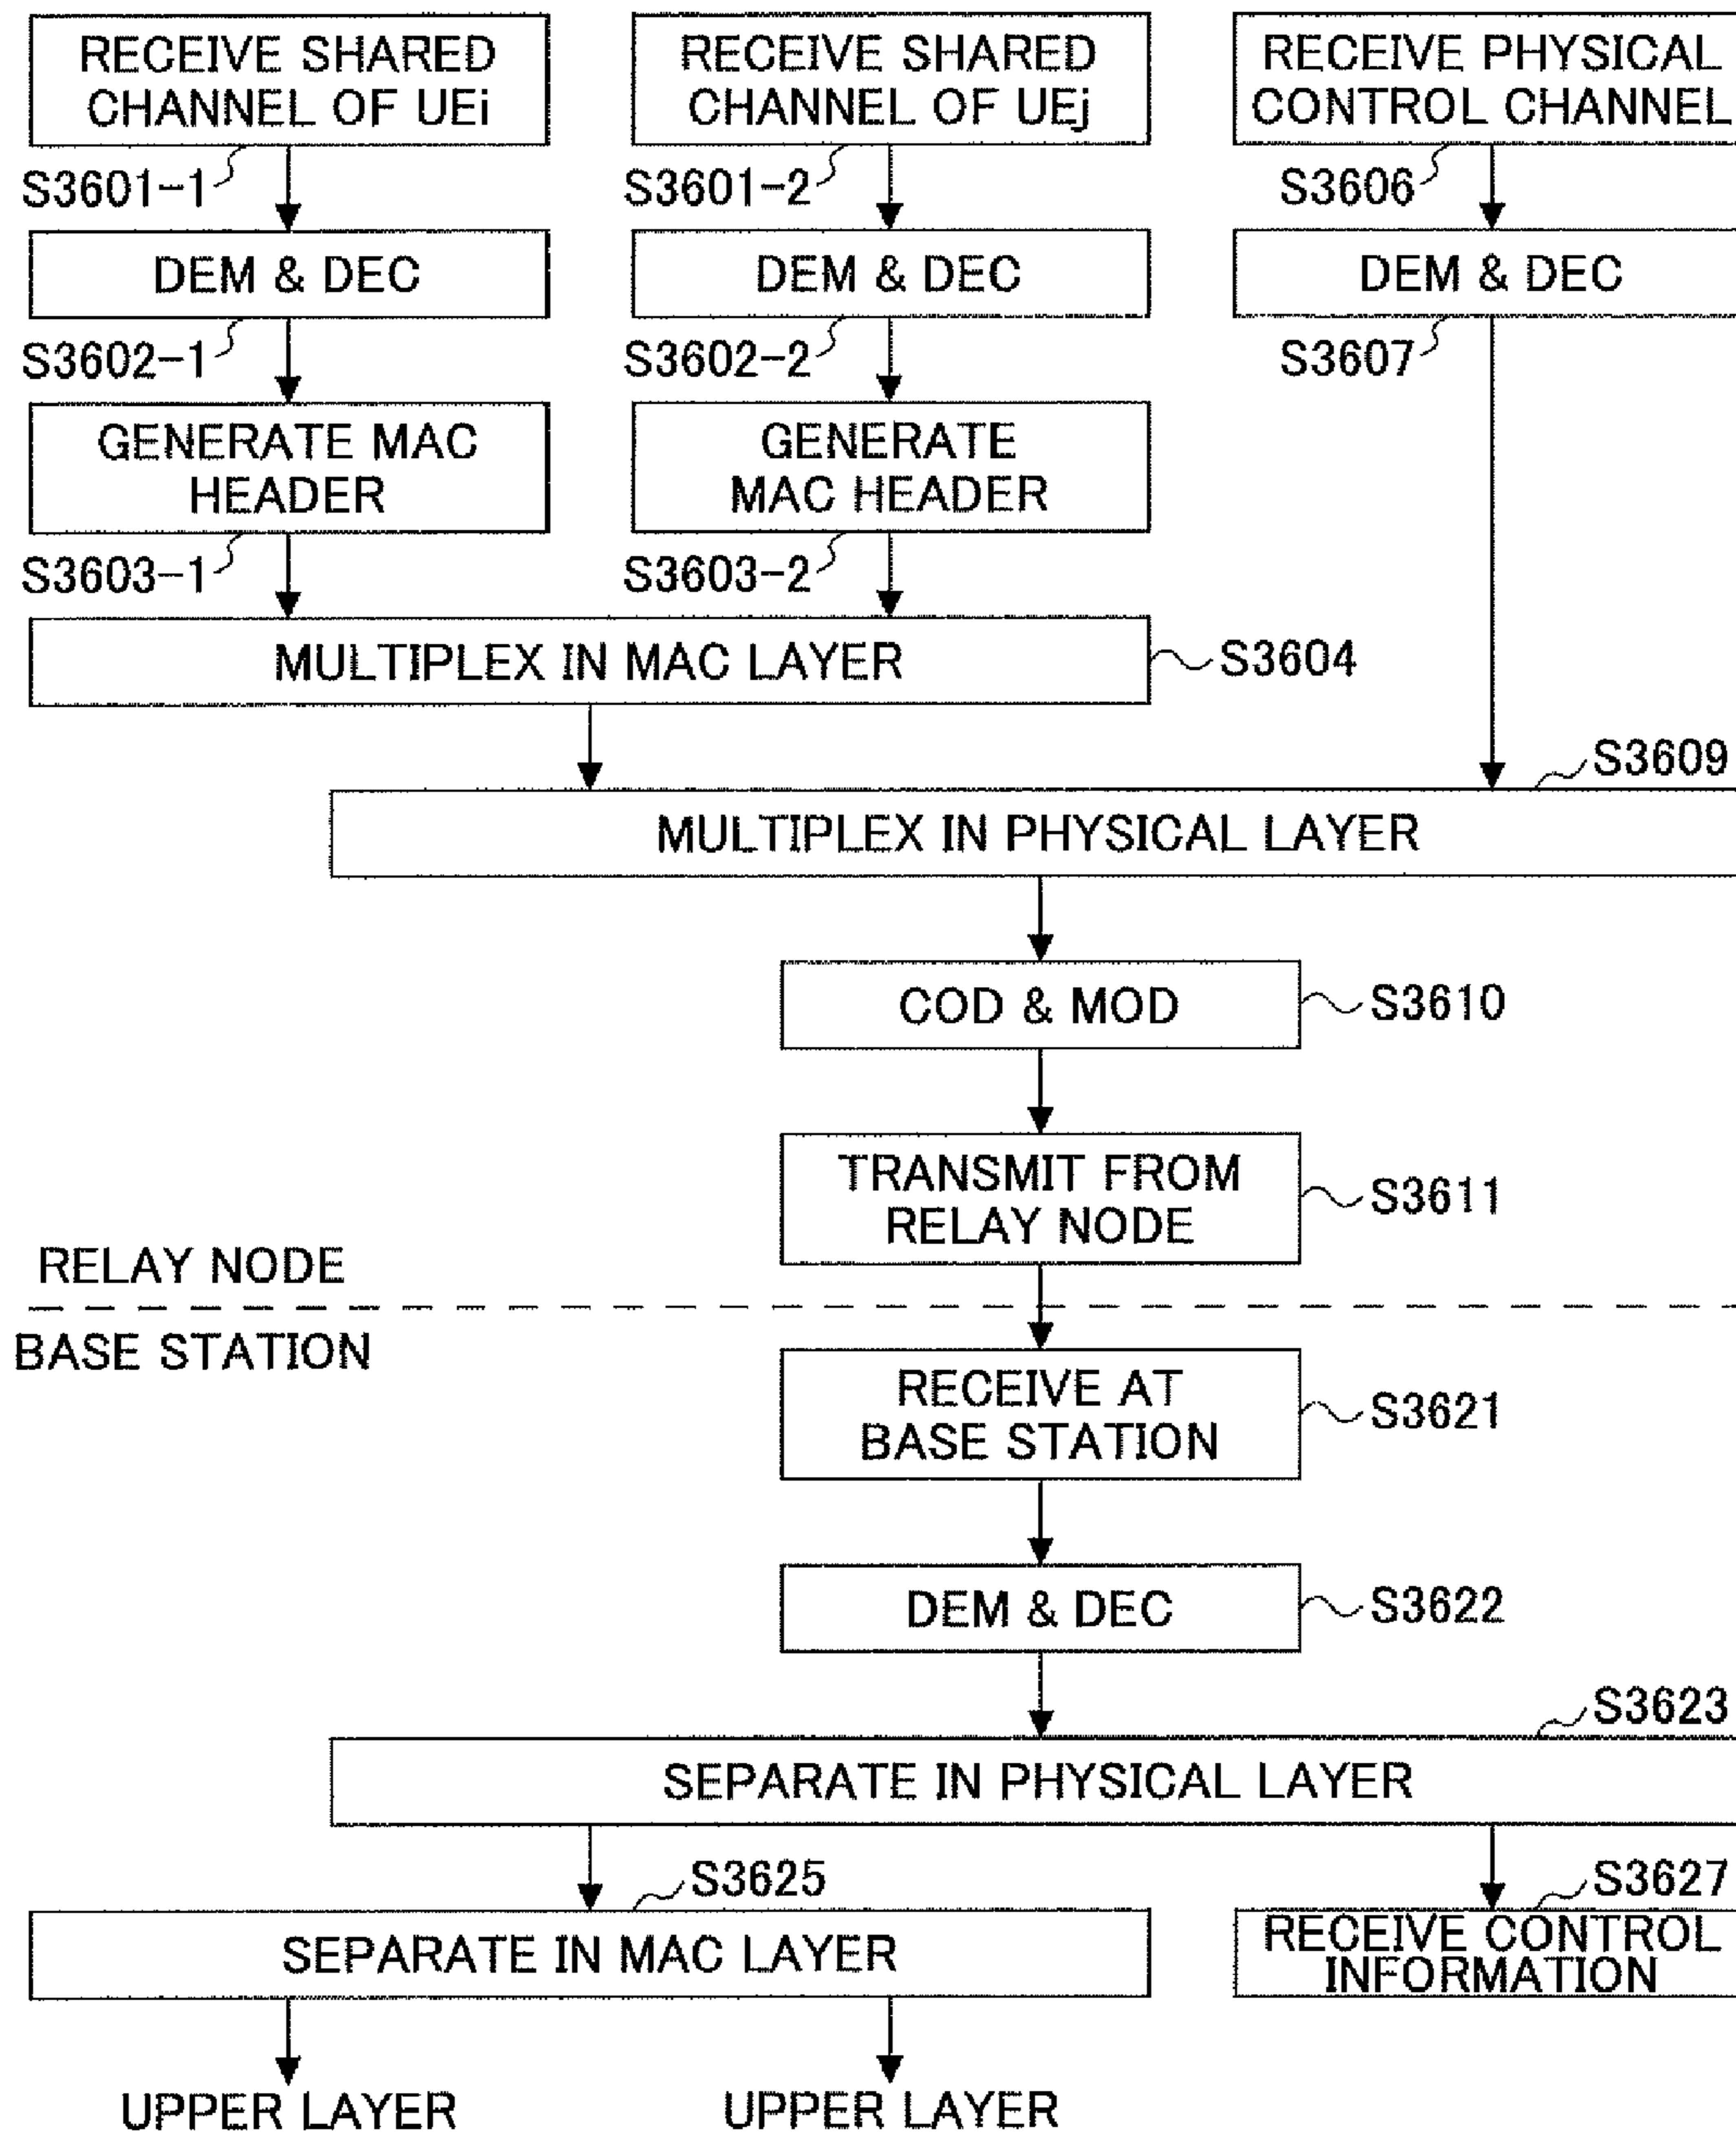 RECEIVE SHARED
CHANNEL OF UEi
RECEIVE SHARED
CHANNEL OF UEj
RECEIVE PHYSICAL
CONTROL CHANNEL
S3601-1
S3601-2
S3606
DEM & DEC
DEM & DEC
DEM & DEC
S3602-1
S3602-2
S3607
GENERATE MAC
HEADER
GENERATE
MAC HEADER
S3603-1
S3603-2
MULTIPLEX IN MAC LAYER
S3604
S3609
MULTIPLEX IN PHYSICAL LAYER
COD & MOD
S3610
TRANSMIT FROM
RELAY NODE
S3611
RELAY NODE
BASE STATION
RECEIVE AT
BASE STATION
S3621
DEM & DEC
S3622
S3623
SEPARATE IN PHYSICAL LAYER
S3625
S3627
SEPARATE IN MAC LAYER
RECEIVE CONTROL
INFORMATION
UPPER LAYER
UPPER LAYER